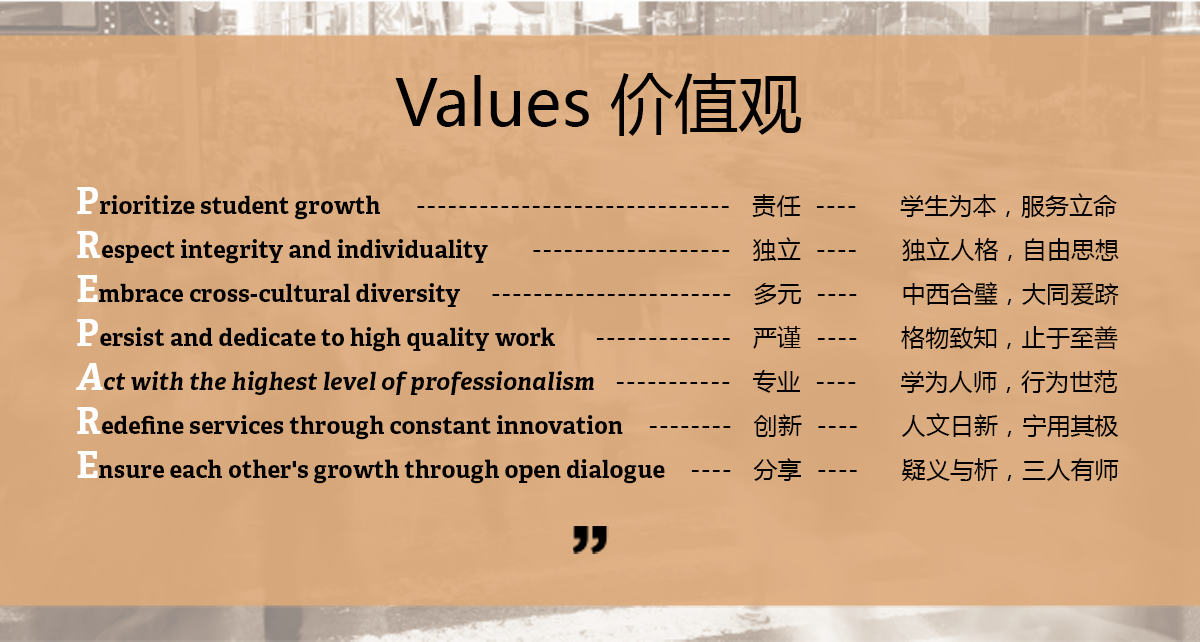 Values 价值观
Prioritize student growth ------------------------------ 责任 ---- 学生为本，服务立命
Respect integrity and individuality ------------------- 独立 ---- 独立人格，自由思想
Embrace cross-cultural diversity ----------------------- 多元 ---- 中西合璧，大同爰跻
Persist and dedicate to high quality work ------------- 严谨 ---- 格物致知，止于至善
Act with the highest level of professionalism ----------- 专业 ---- 学为人师，行为世范
Redefine services through constant innovation -------- 创新 ---- 人文日新，宁用其极
Ensure each other's growth through open dialogue ---- 分享 ---- 疑义与析，三人有师
”